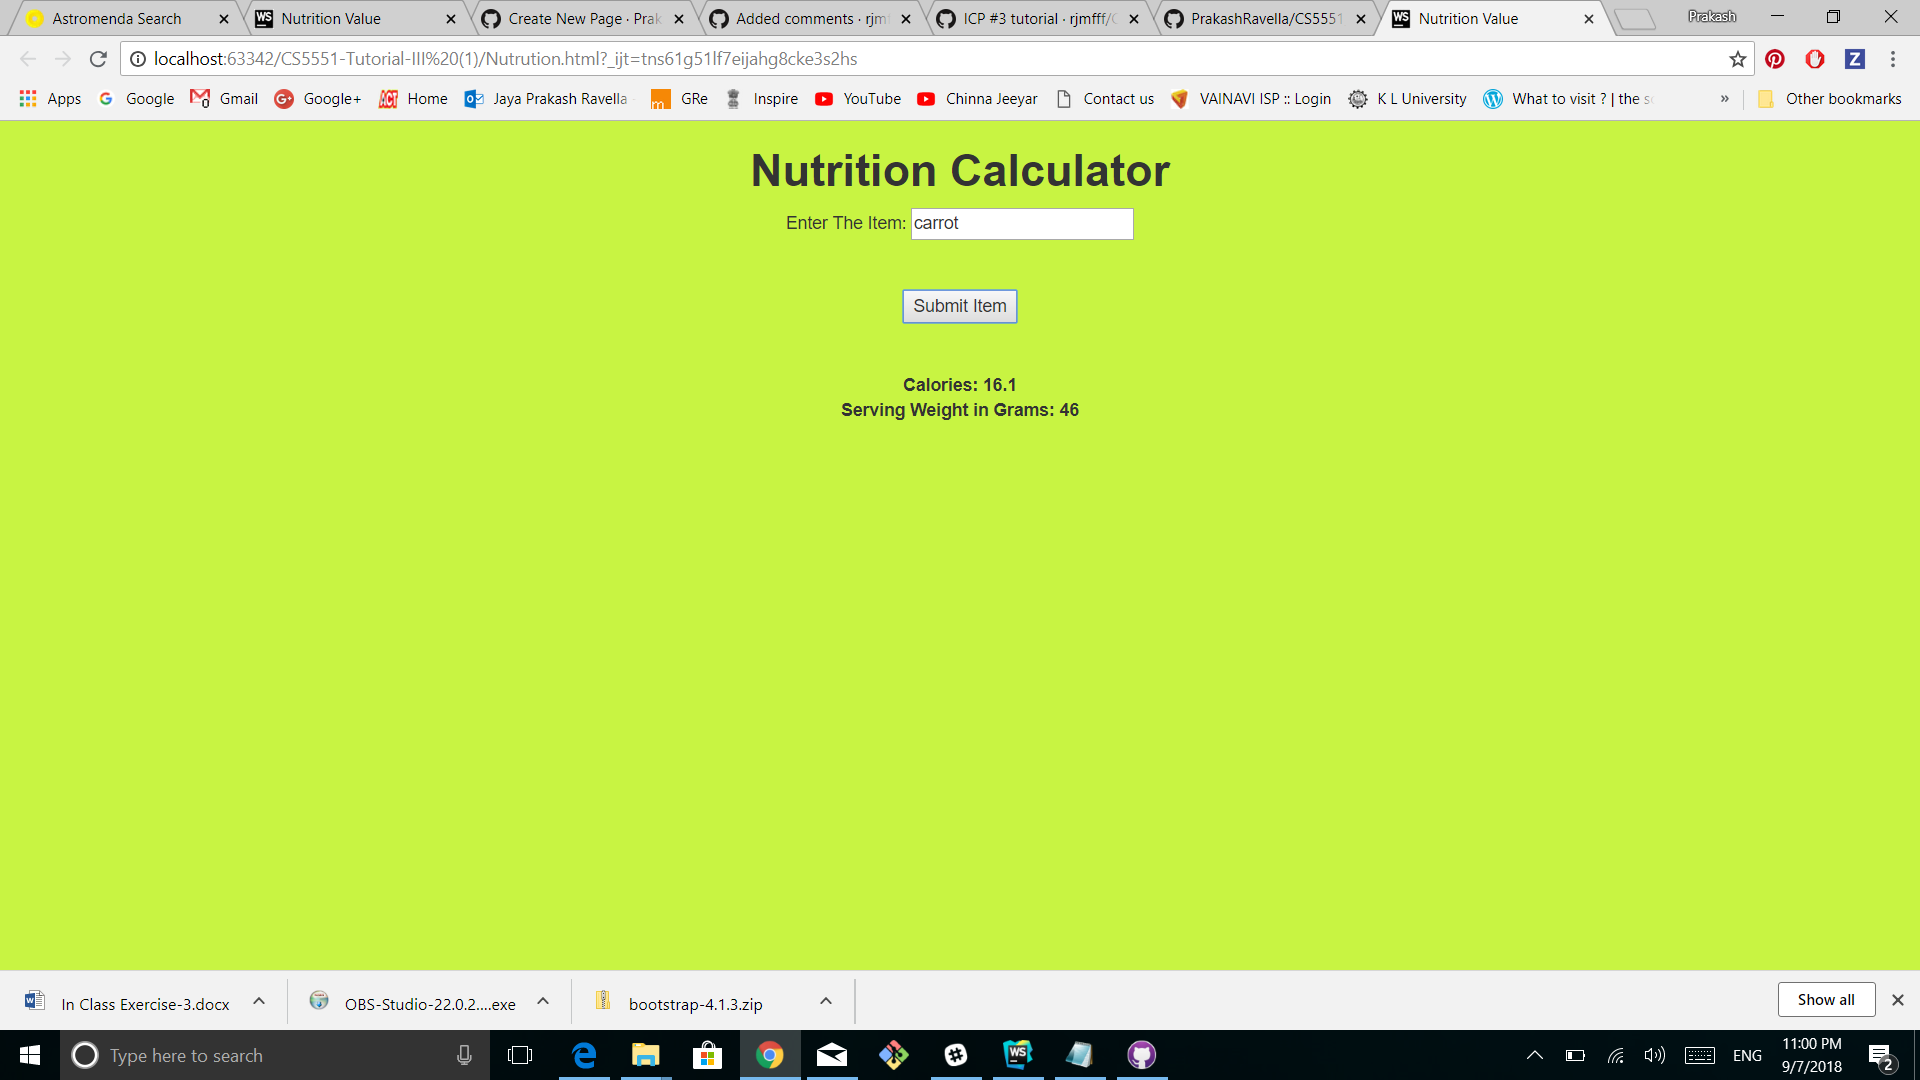 Astromenda Search
Nutrition Value
Create New Page · Prak
Added comments · rjmf
ICP #3 tutorial · rjmfff/C
PrakashRavella/CS5551
Nutrition Value
Prakash
localhost:63342/CS5551-Tutorial-III%20(1)/Nutrution.html?_ijt=tns61g51lf7eijahg8cke3s2hs
Apps
Google
Gmail
Google+
Home
Jaya Prakash Ravella
GRe
Inspire
YouTube
Chinna Jeeyar
Contact us
VAINAVI ISP :: Login
K L University
What to visit ? | the s
»
Other bookmarks
Nutrition Calculator
Enter The Item: carrot
Submit Item
Calories: 16.1
Serving Weight in Grams: 46
In Class Exercise-3.docx
OBS-Studio-22.0.2....exe
bootstrap-4.1.3.zip
Show all
Type here to search
ENG
11:00 PM
9/7/2018
2